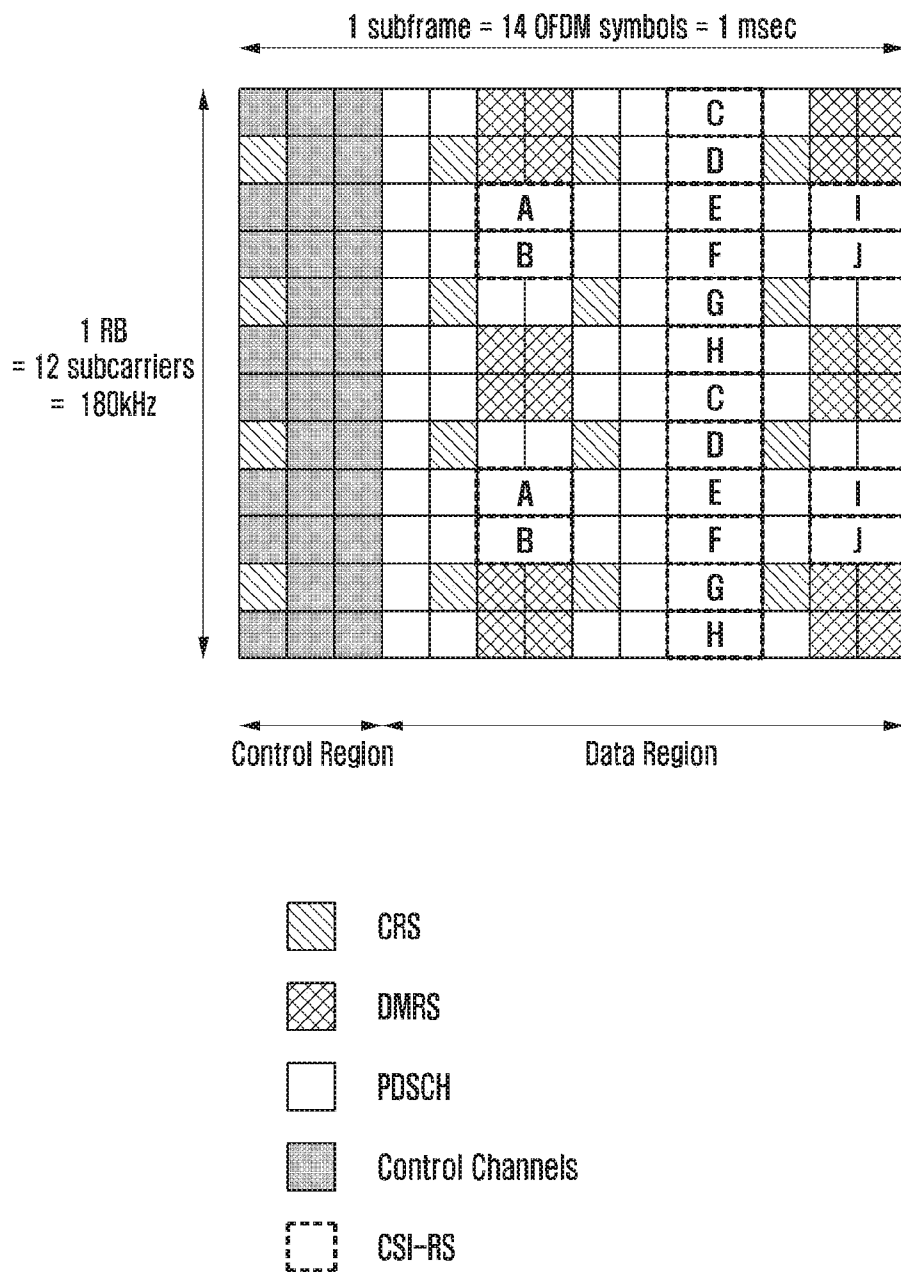 1 subframe = 14 OFDM symbols = 1 msec
C
D
A E I
B F J
G
1 RB
= 12 subcarriers
= 180kHz
H
C
D
A E I
B F J
G
H
Control Region Data Region
CRS
DMRS
PDSCH
Control Channels
CSI-RS